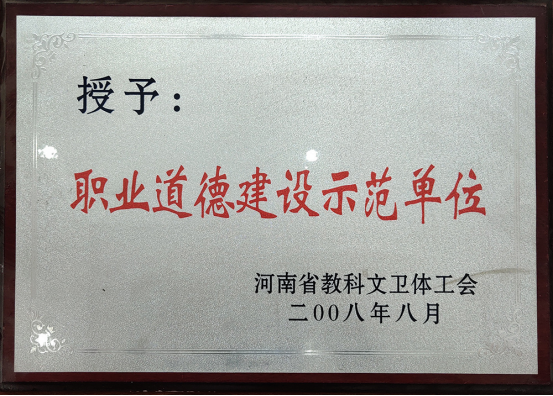 授予：
职业道德建设示范单位
河南省教科文卫体工会
二00八年八月